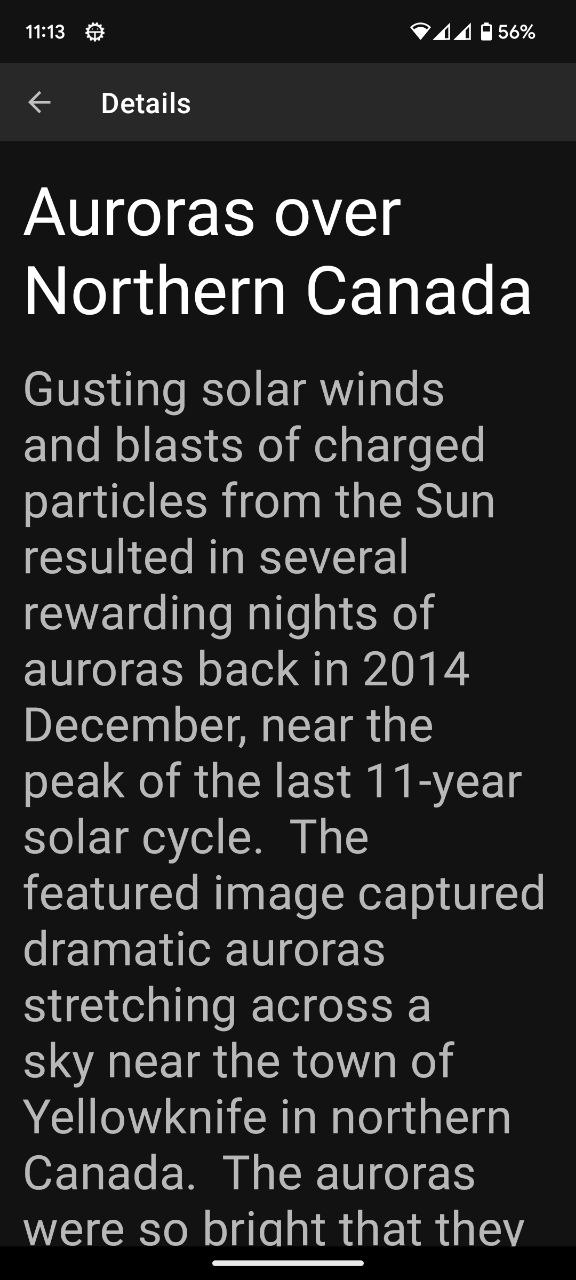 11:13
56%
Details
Auroras over
Northern Canada
Gusting solar winds
and blasts of charged
particles from the Sun
resulted in several
rewarding nights of
auroras back in 2014
December, near the
peak of the last 11-year
solar cycle.  The
featured image captured
dramatic auroras
stretching across a
sky near the town of
Yellowknife in northern
Canada.  The auroras
were so bright that they